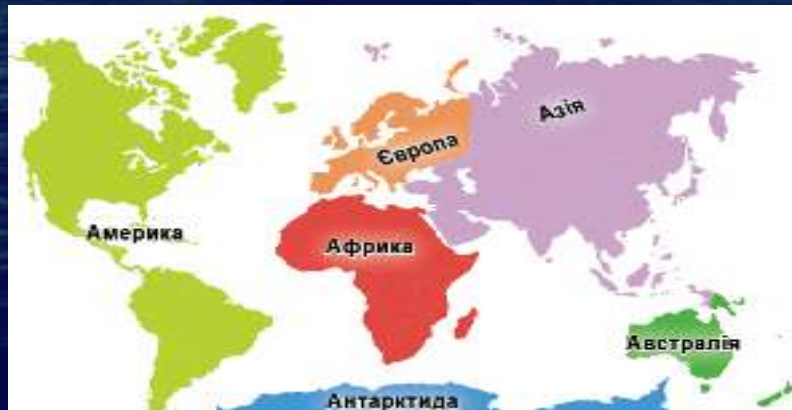 Азія
Європа
Америка
Африка
Австралія
Антарктида